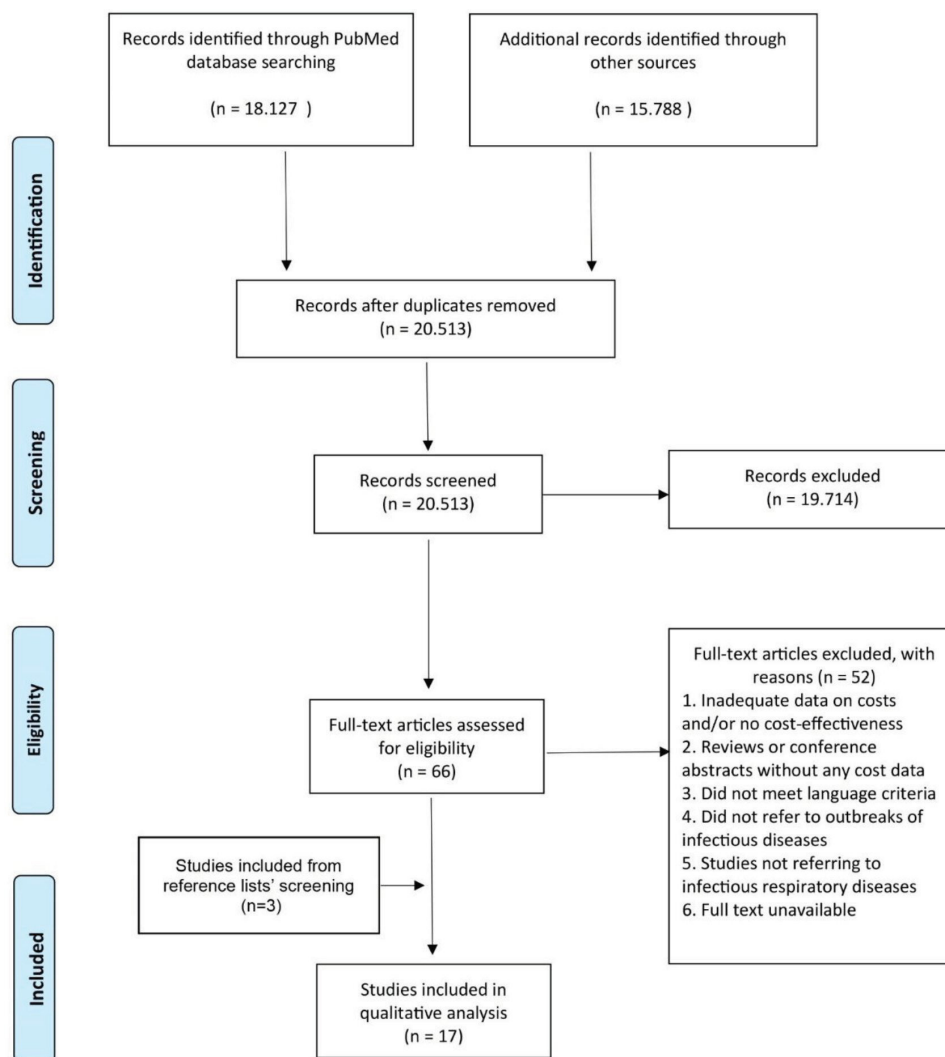 Records identified through PubMed
database searching
(n = 18.127 )
Additional records identified through
other sources
(n = 15.788 )
Identification
Records after duplicates removed
(n = 20.513)
Screening
Records screened
(n = 20.513)
Records excluded
(n = 19.714)
Eligibility
Full-text articles assessed
for eligibility
(n = 66)
Full-text articles excluded, with
reasons (n = 52)
1. Inadequate data on costs
and/or no cost-effectiveness
2. Reviews or conference
abstracts without any cost data
3. Did not meet language criteria
4. Did not refer to outbreaks of
infectious diseases
5. Studies not referring to
infectious respiratory diseases
6. Full text unavailable
Studies included from
reference lists’ screening
(n=3)
Included
Studies included in
qualitative analysis
(n = 17)